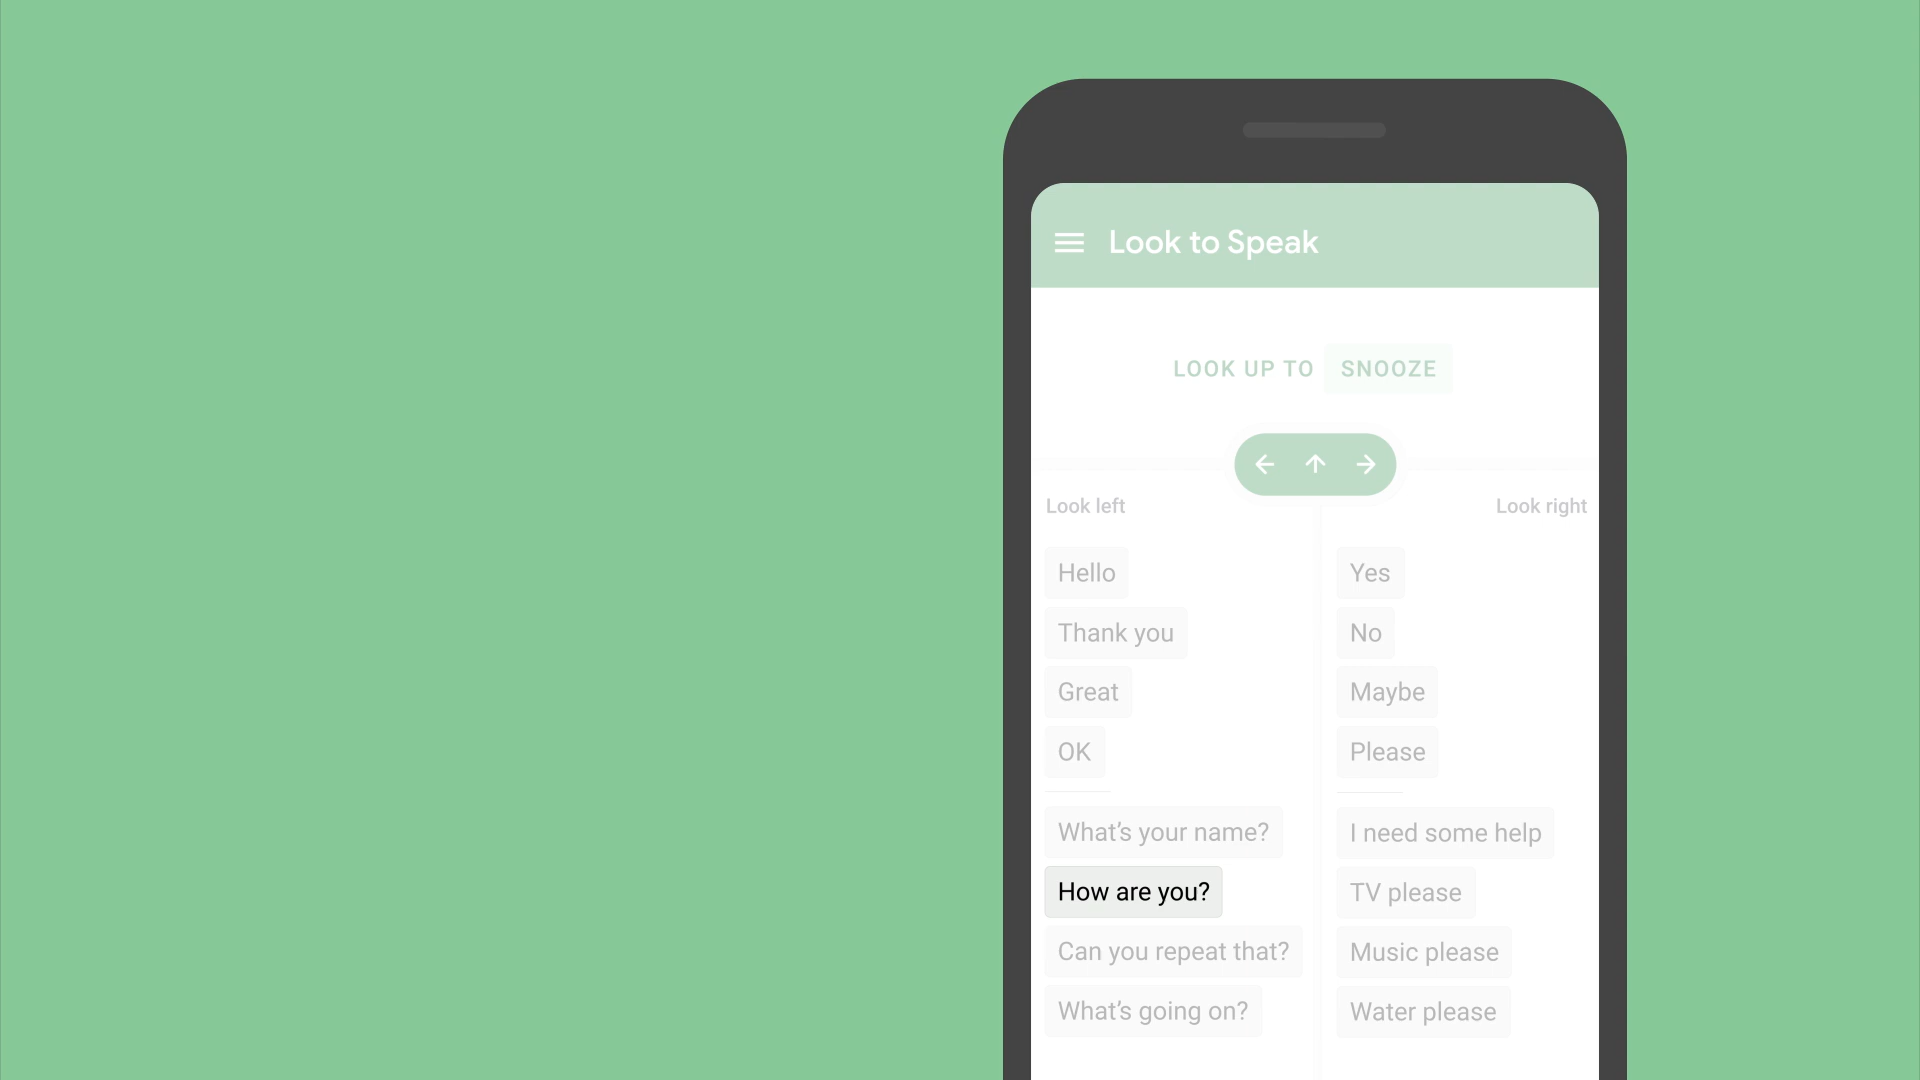 Look to Speak
LOOK UP TO SNOOZE
Look left
Look right
Hello
Thank you
Great
OK
What's your name?
How are you?
Can you repeat that?
What's going on?
Yes
No
Maybe
Please
I need some help
TV please
Music please
Water please